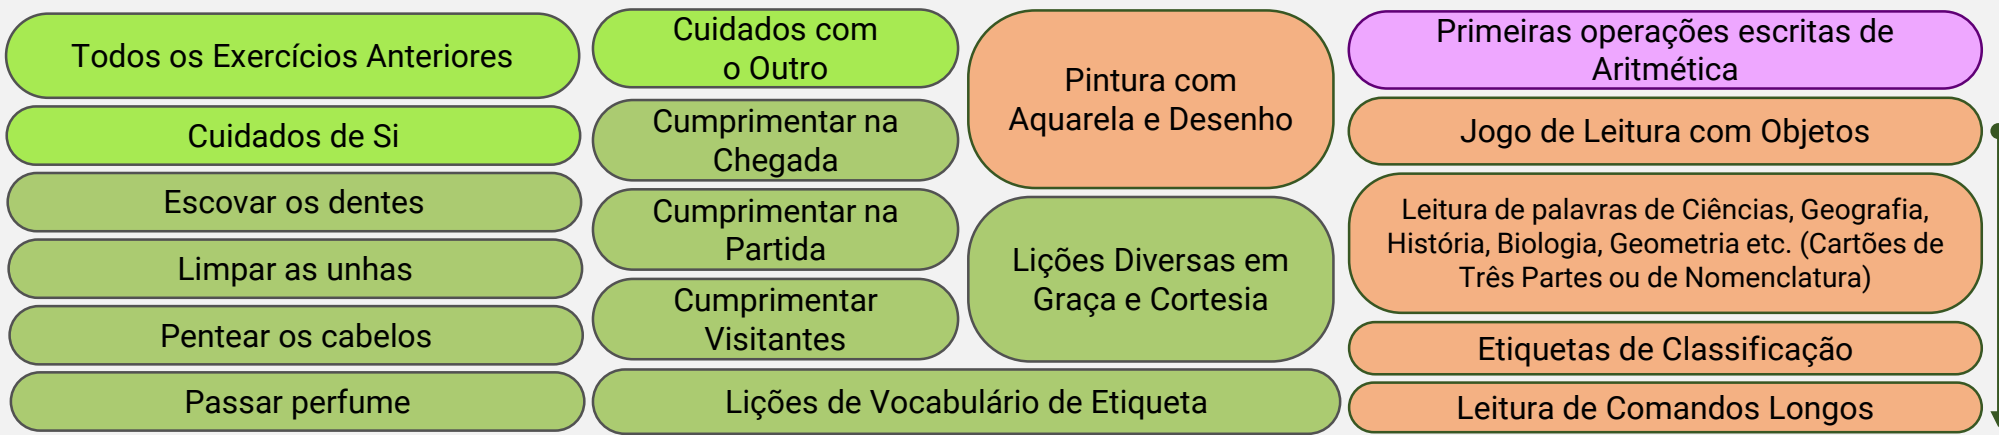 Todos os Exercícios Anteriores
Cuidados de Si
Escovar os dentes
Limpar as unhas
Pentear os cabelos
Passar perfume
Cuidados com
o Outro
Cumprimentar na
Chegada
Cumprimentar na
Partida
Cumprimentar
Visitantes
Lições de Vocabulário de Etiqueta
Pintura com
Aquarela e Desenho
Lições Diversas em
Graça e Cortesia
Primeiras operações escritas de
Aritmética
Jogo de Leitura com Objetos
Leitura de palavras de Ciências, Geografia,
História, Biologia, Geometria etc. (Cartões de
Três Partes ou de Nomenclatura)
Etiquetas de Classificação
Leitura de Comandos Longos